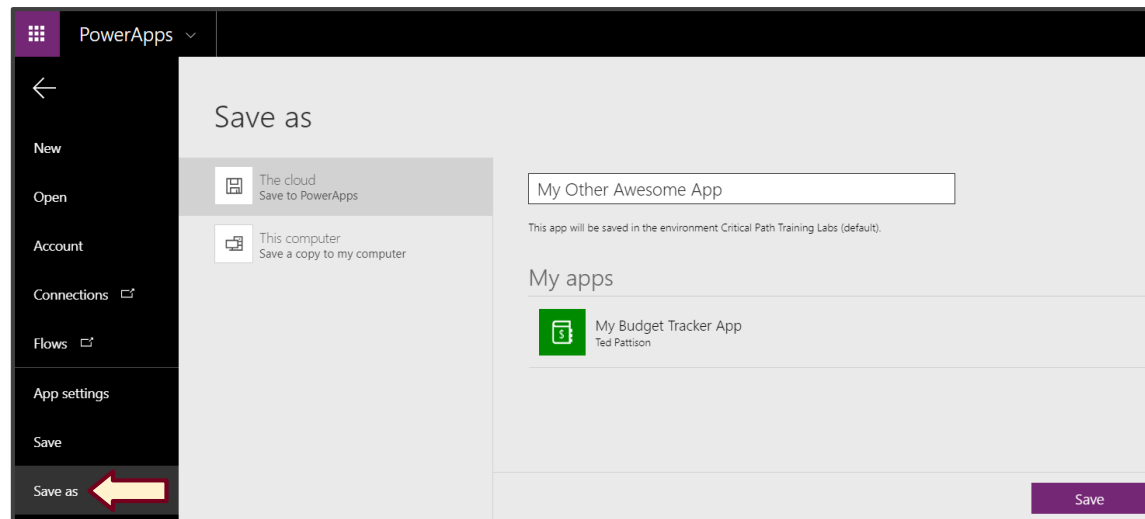 PowerApps
New
Open
Account
Connections
Flows
App settings
Save
Save as
Save as
The cloud
Save to PowerApps
This computer
Save a copy to my computer
My Other Awesome App
This app will be saved in the environment Critical Path Training Labs (default).
My apps
My Budget Tracker App
Ted Pattison
Save